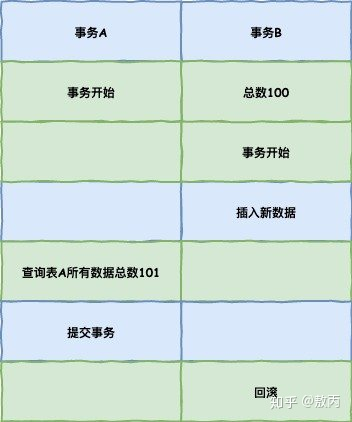 事务A 事务B
事务开始 总数100
事务开始
插入新数据
查询表A所有数据总数101
提交事务
回滚
知乎 @敖丙